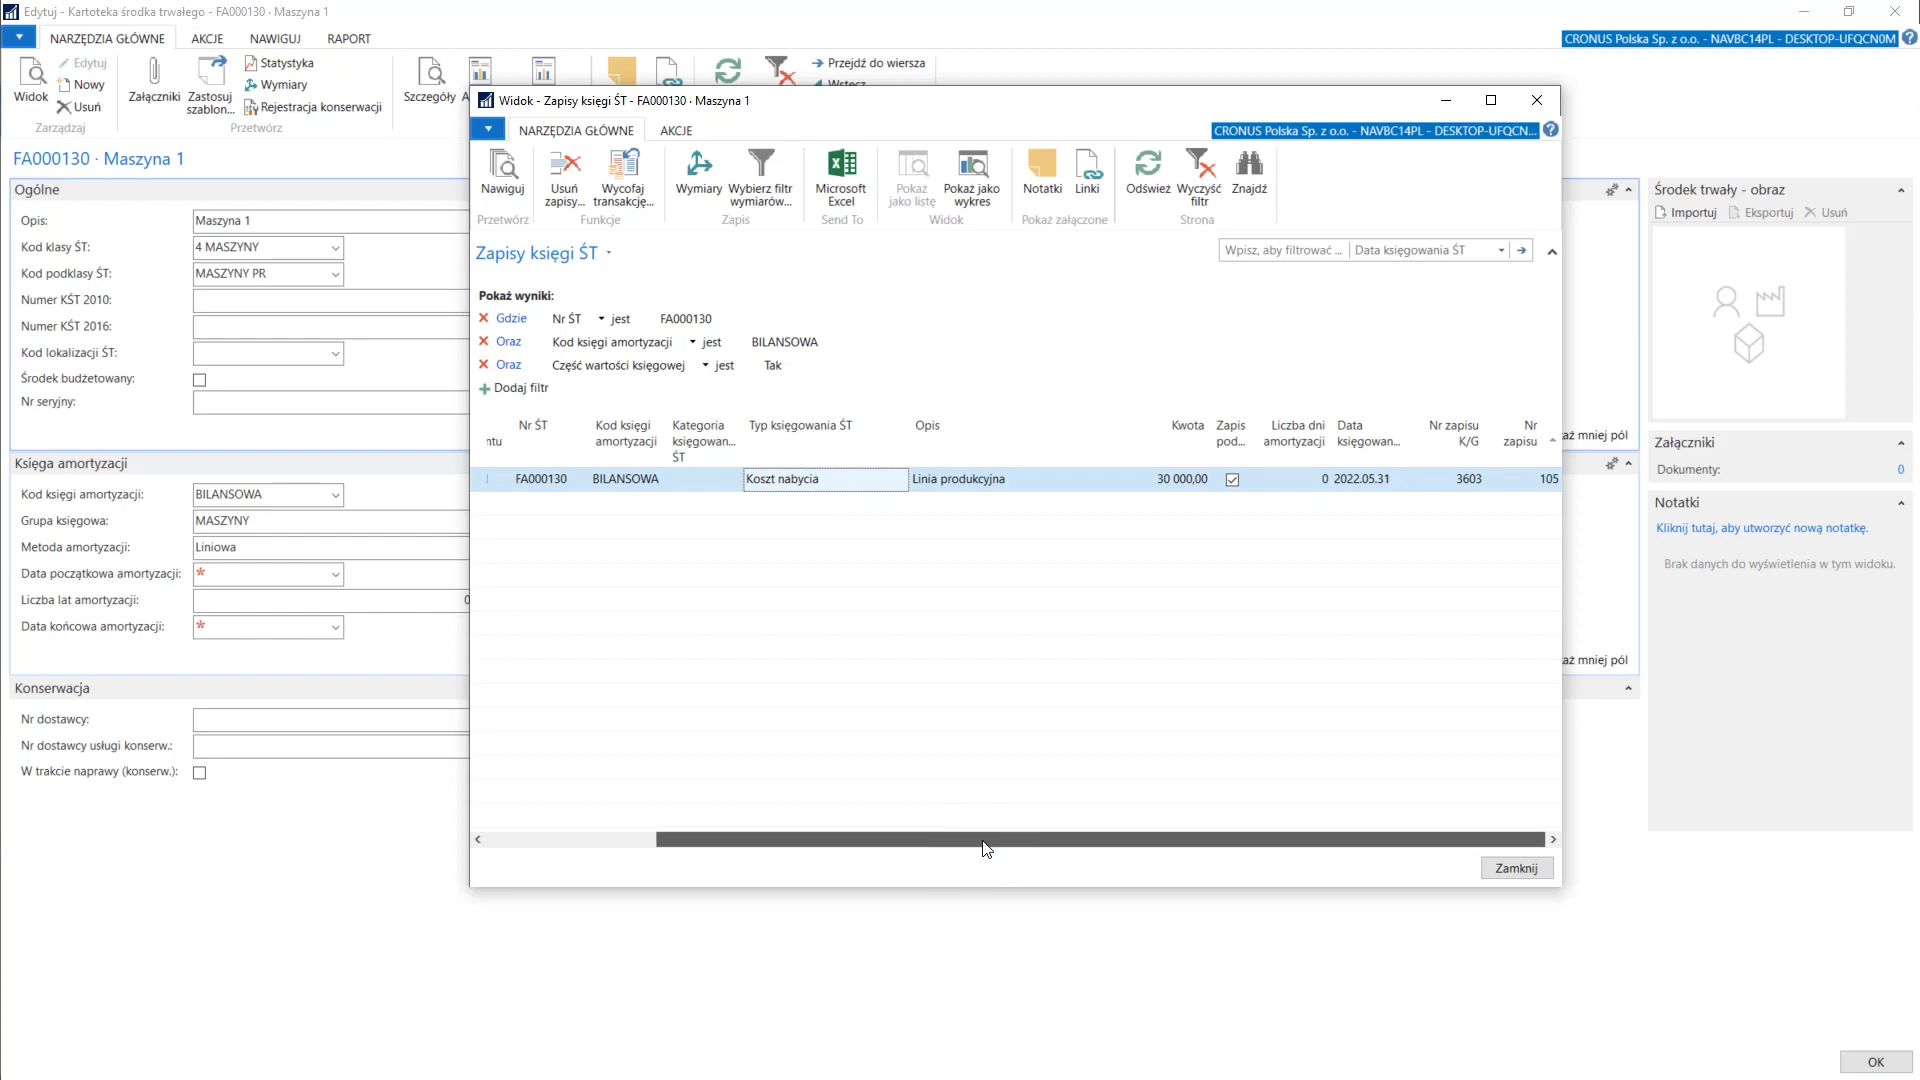 Edytuj - Kartoteka środka trwałego - FA000130 · Maszyna 1
NARZĘDZIA GŁÓWNE AKCJE NAWIGUJ RAPORT
CRONUS Polska Sp. z o.o. - NAVBC14PL - DESKTOP-UFQCN0M
Widok
Edytuj
Nowy
Usuń
Zarządzaj
Załączniki
Zastosuj szablon...
Statystyka
Wymiary
Rejestracja konserwacji
Przetwórz
Szczegóły
Przejdź do wiersza
FA000130 · Maszyna 1
Ogólne
Opis: Maszyna 1
Kod klasy ŚT: 4 MASZYNY
Kod podklasy ŚT: MASZYNY PR
Numer KŚT 2010:
Numer KŚT 2016:
Kod lokalizacji ŚT:
Środek budżetowany:
Nr seryjny:
Księga amortyzacji
Kod księgi amortyzacji: BILANSOWA
Grupa księgowa: MASZYNY
Metoda amortyzacji: Liniowa
Data początkowa amortyzacji: *
Liczba lat amortyzacji: 0
Data końcowa amortyzacji: *
Konserwacja
Nr dostawcy:
Nr dostawcy usługi konserw.:
W trakcie naprawy (konserw.):
Widok - Zapisy księgi ŚT - FA000130 · Maszyna 1
NARZĘDZIA GŁÓWNE AKCJE
CRONUS Polska Sp. z o.o. - NAVBC14PL - DESKTOP-UFQCN...
Nawiguj
Przetwórz
Usuń zapisy...
Wycofaj transakcję...
Funkcje
Wymiary
Wybierz filtr wymiarów...
Zapis
Microsoft Excel
Send To
Pokaż jako listę
Pokaż jako wykres
Widok
Notatki
Linki
Pokaż załączone
Odśwież
Wyczyść filtr
Znajdź
Strona
Zapisy księgi ŚT
Wpisz, aby filtrować ... Data księgowania ŚT
Pokaż wyniki:
Gdzie Nr ŚT jest FA000130
Oraz Kod księgi amortyzacji jest BILANSOWA
Oraz Część wartości księgowej jest Tak
Dodaj filtr
ntu Nr ŚT Kod księgi amortyzacji Kategoria księgowan... ŚT Typ księgowania ŚT Opis Kwota Zapis pod... Liczba dni amortyzacji Data księgowan... Nr zapisu K/G Nr zapisu
FA000130 BILANSOWA Koszt nabycia Linia produkcyjna 30 000,00 0 2022.05.31 3603 105
Zamknij
aż mniej pól
aż mniej pól
Środek trwały - obraz
Importuj Eksportuj Usuń
Załączniki
Dokumenty: 0
Notatki
Kliknij tutaj, aby utworzyć nową notatkę.
Brak danych do wyświetlenia w tym widoku.
OK